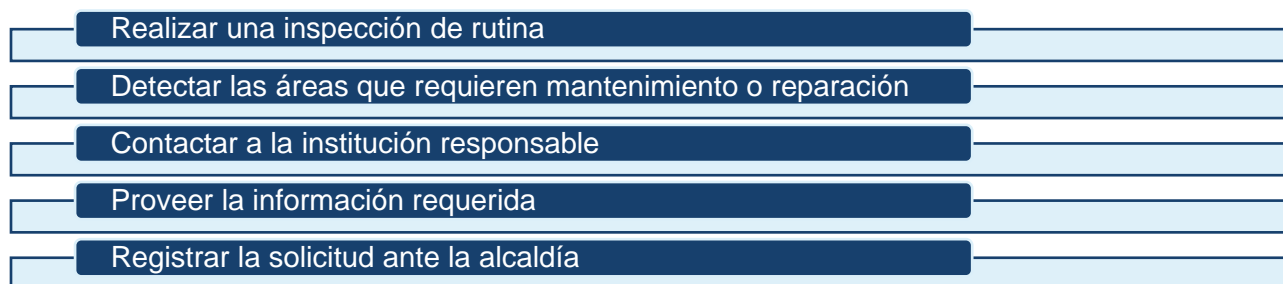 Realizar una inspección de rutina
Detectar las áreas que requieren mantenimiento o reparación
Contactar a la institución responsable
Proveer la información requerida
Registrar la solicitud ante la alcaldía